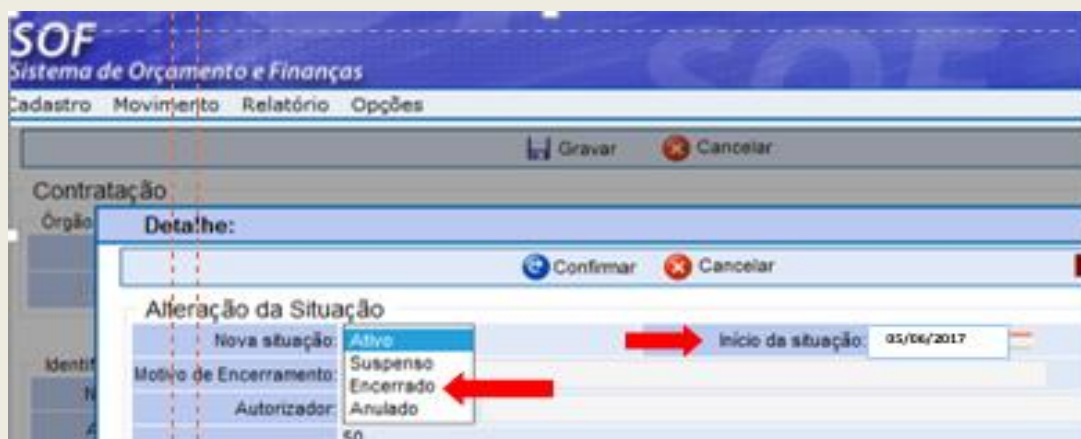 SOF
Sistema de Orçamento e Finanças
Cadastro Movimento Relatório Opções
Gravar Cancelar
Contratação
Órgão
Detalhe:
Confirmar Cancelar
Alteração da Situação
Nova situação: Ativo Início da situação: 05/06/2017
Suspenso
Motivo de Encerramento: Encerrado
Autorizador: Anulado
50